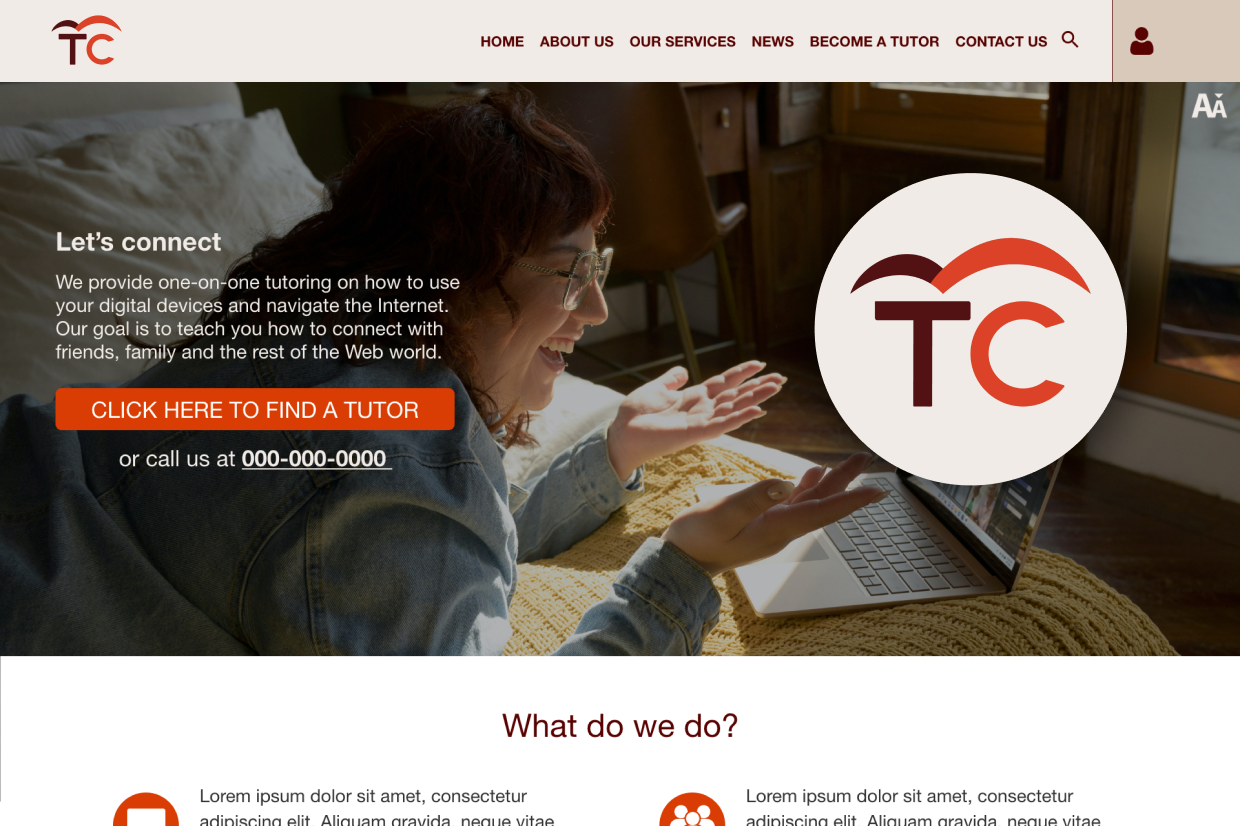 TC
HOME ABOUT US OUR SERVICES NEWS BECOME A TUTOR CONTACT US
AA
Let’s connect
We provide one-on-one tutoring on how to use
your digital devices and navigate the Internet.
Our goal is to teach you how to connect with
friends, family and the rest of the Web world.
CLICK HERE TO FIND A TUTOR
or call us at 000-000-0000
TC
What do we do?
Lorem ipsum dolor sit amet, consectetur
adipiscing elit. Aliquam gravida, neque vitae
Lorem ipsum dolor sit amet, consectetur
adipiscing elit. Aliquam gravida, neque vitae